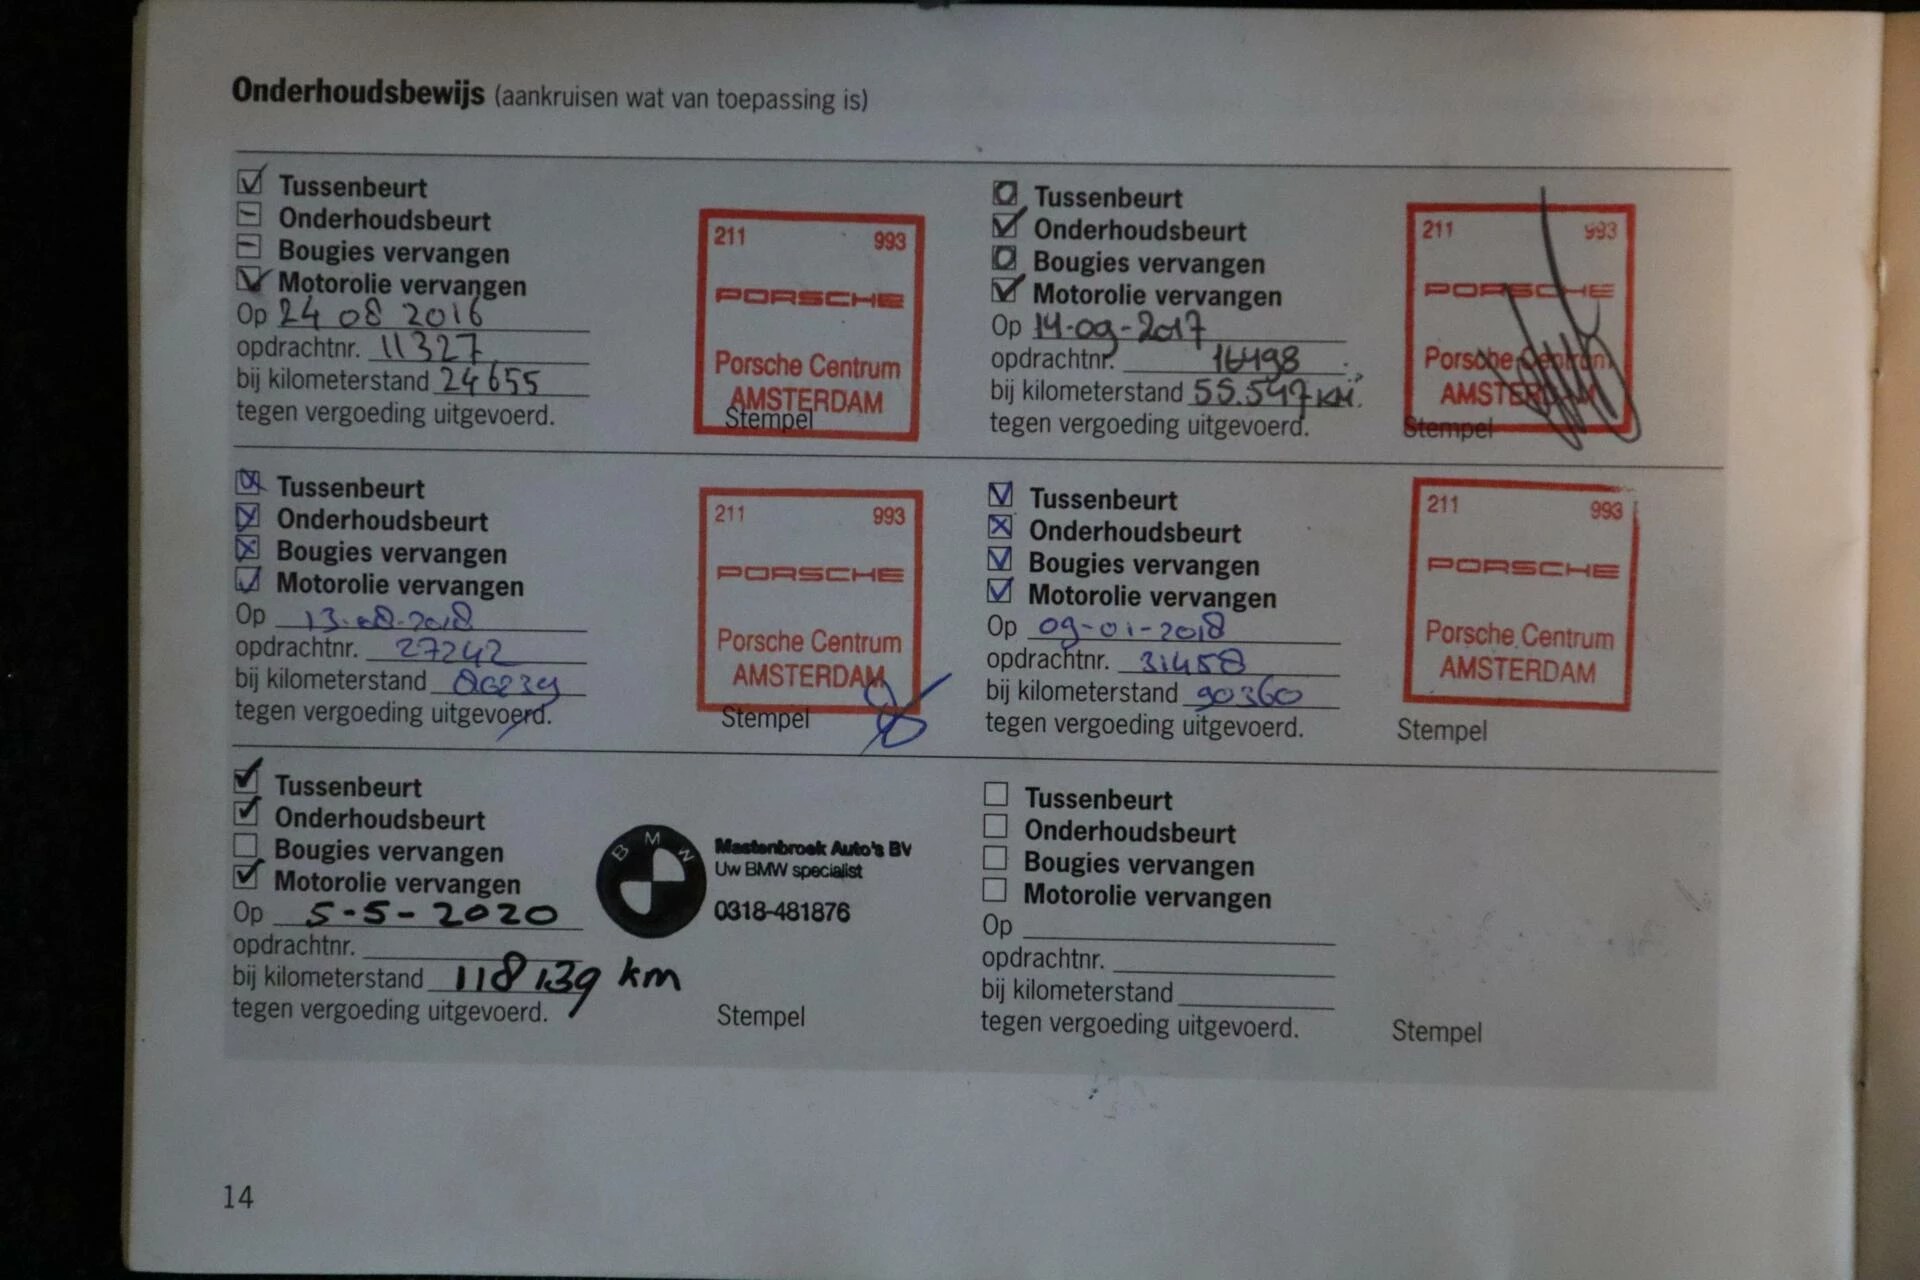 Onderhoudsbewijs (aankruisen wat van toepassing is)
Tussenbeurt
Onderhoudsbeurt
Bougies vervangen
Motorolie vervangen
Op 24 08 2016
opdrachtnr. 11327
bij kilometerstand 24655
tegen vergoeding uitgevoerd.
211 993
PORSCHE
Porsche Centrum
AMSTERDAM
Stempel
Tussenbeurt
Onderhoudsbeurt
Bougies vervangen
Motorolie vervangen
Op 14-09-2017
opdrachtnr. 16498
bij kilometerstand 55.547 KM.
tegen vergoeding uitgevoerd.
211 993
PORSCHE
Porsche Centrum
AMSTERDAM
Stempel
Tussenbeurt
Onderhoudsbeurt
Bougies vervangen
Motorolie vervangen
Op 13-08-2018
opdrachtnr. 27242
bij kilometerstand
tegen vergoeding uitgevoerd.
211 993
PORSCHE
Porsche Centrum
AMSTERDAM
Stempel
Tussenbeurt
Onderhoudsbeurt
Bougies vervangen
Motorolie vervangen
Op 09-01-2018
opdrachtnr. 31458
bij kilometerstand 90360
tegen vergoeding uitgevoerd.
211 993
PORSCHE
Porsche Centrum
AMSTERDAM
Stempel
Tussenbeurt
Onderhoudsbeurt
Bougies vervangen
Motorolie vervangen
Op 5-5-2020
opdrachtnr.
bij kilometerstand 118139 km
tegen vergoeding uitgevoerd.
BMW
Mastenbroek Auto's BV
Uw BMW specialist
0318-481876
Stempel
Tussenbeurt
Onderhoudsbeurt
Bougies vervangen
Motorolie vervangen
Op
opdrachtnr.
bij kilometerstand
tegen vergoeding uitgevoerd.
Stempel
14